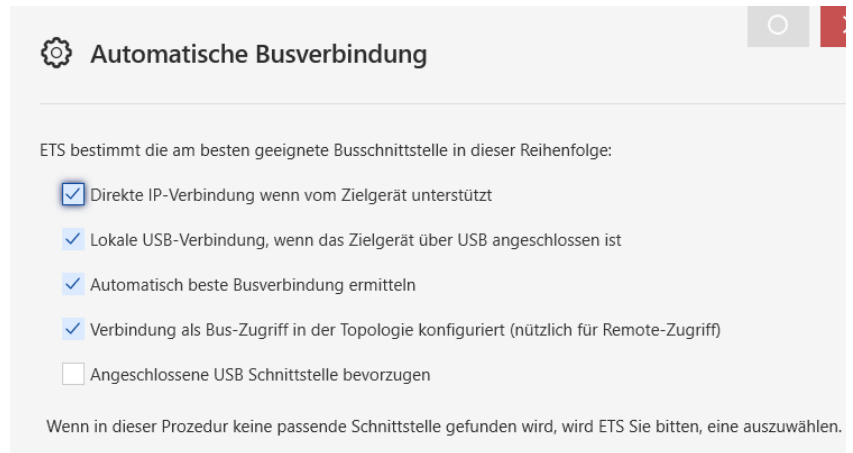 Automatische Busverbindung
ETS bestimmt die am besten geeignete Busschnittstelle in dieser Reihenfolge:
Direkte IP-Verbindung wenn vom Zielgerät unterstützt
Lokale USB-Verbindung, wenn das Zielgerät über USB angeschlossen ist
Automatisch beste Busverbindung ermitteln
Verbindung als Bus-Zugriff in der Topologie konfiguriert (nützlich für Remote-Zugriff)
Angeschlossene USB Schnittstelle bevorzugen
Wenn in dieser Prozedur keine passende Schnittstelle gefunden wird, wird ETS Sie bitten, eine auszuwählen.